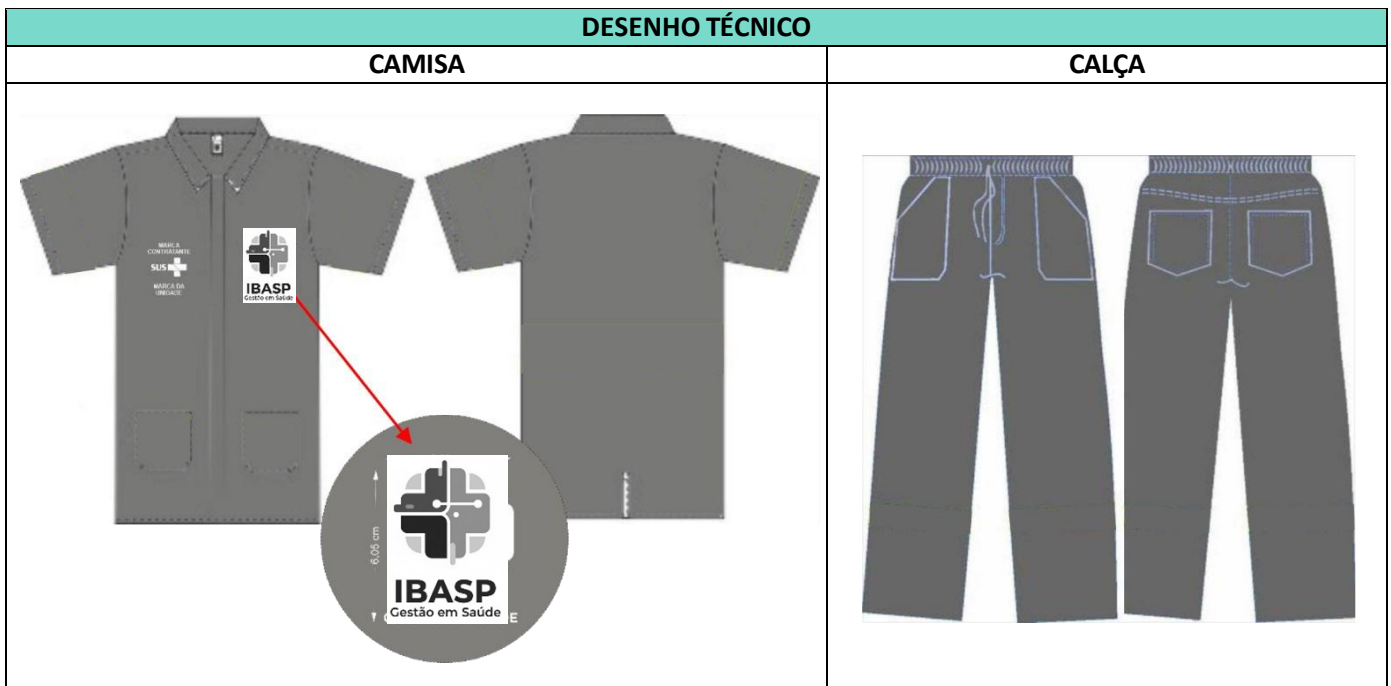 DESENHO TÉCNICO
CAMISA
CALÇA
MARCA
CONTRATANTE
SUS
MARCA DA
UNIDADE
IBASP
Gestão em Saúde
6.05 cm
IBASP
Gestão em Saúde